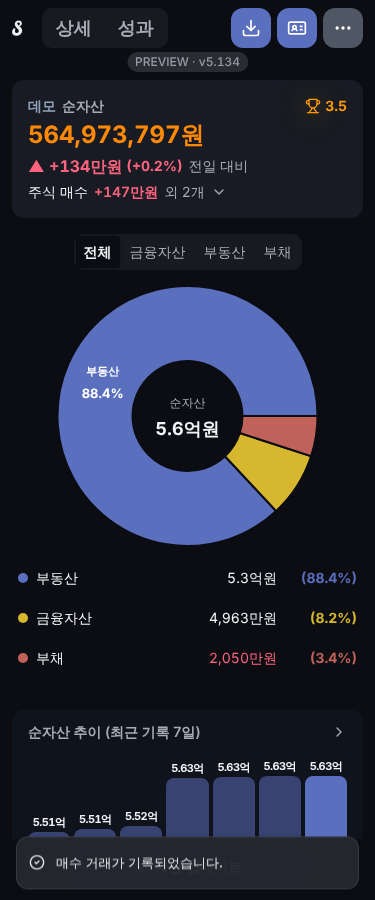 상세 성과
PREVIEW · v5.134
데모 순자산 3.5
564,973,797원
▲ +134만원 (+0.2%) 전일 대비
주식 매수 +147만원 외 2개
전체 금융자산 부동산 부채
부동산
88.4%
순자산
5.6억원
부동산 5.3억원 (88.4%)
금융자산 4,963만원 (8.2%)
부채 2,050만원 (3.4%)
순자산 추이 (최근 기록 7일)
5.51억 5.51억 5.52억 5.63억 5.63억 5.63억 5.63억
매수 거래가 기록되었습니다.